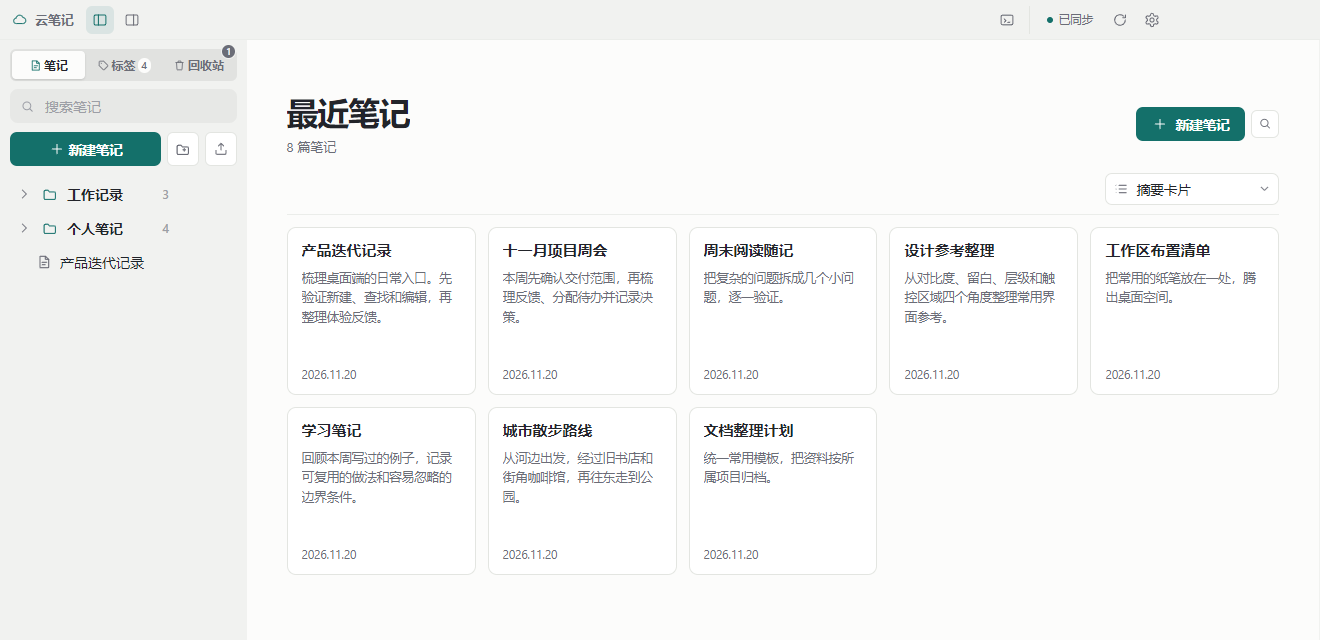 云笔记
已同步
笔记
标签 4
回收站 1
搜索笔记
新建笔记
工作记录 3
个人笔记 4
产品迭代记录
最近笔记
8 篇笔记
新建笔记
摘要卡片
产品迭代记录
梳理桌面端的日常入口。先
验证新建、查找和编辑，再
整理体验反馈。
2026.11.20
十一月项目周会
本周先确认交付范围，再梳
理反馈、分配待办并记录决
策。
2026.11.20
周末阅读随记
把复杂的问题拆成几个小问
题，逐一验证。
2026.11.20
设计参考整理
从对比度、留白、层级和触
控区域四个角度整理常用界
面参考。
2026.11.20
工作区布置清单
把常用的纸笔放在一处，腾
出桌面空间。
2026.11.20
学习笔记
回顾本周写过的例子，记录
可复用的做法和容易忽略的
边界条件。
2026.11.20
城市散步路线
从河边出发，经过旧书店和
街角咖啡馆，再往东走到公
园。
2026.11.20
文档整理计划
统一常用模板，把资料按所
属项目归档。
2026.11.20